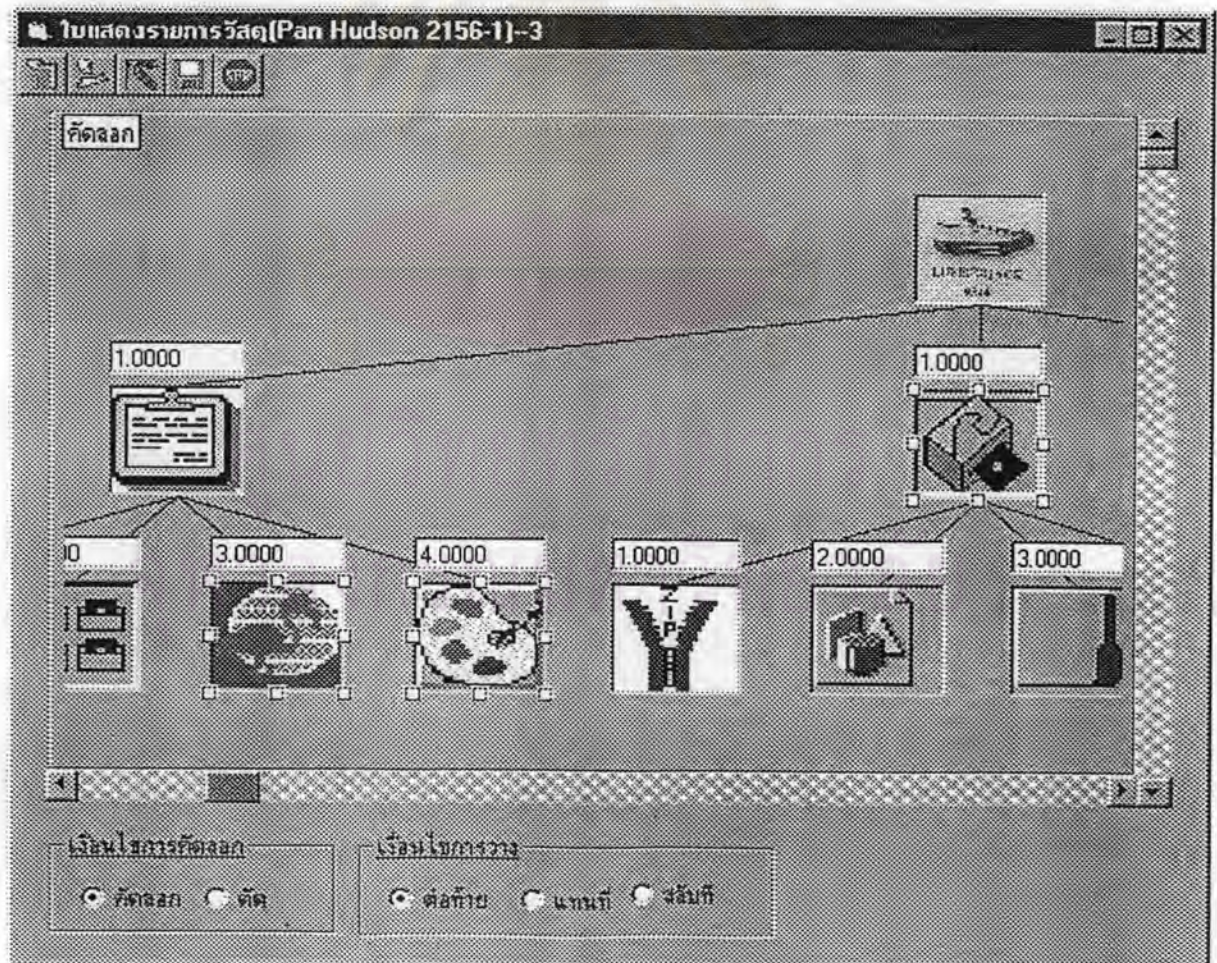 ใบแสดงรายการวัสดุ(Pan Hudson 2156-1)--3
คัดลอก
1.0000
1.0000
3.0000
4.0000
1.0000
2.0000
3.0000
ZIP
เงื่อนไขการคัดลอก
เงื่อนไขการวาง
คัดลอก
ตัด
ต่อท้าย
แทนที่
สลับที่